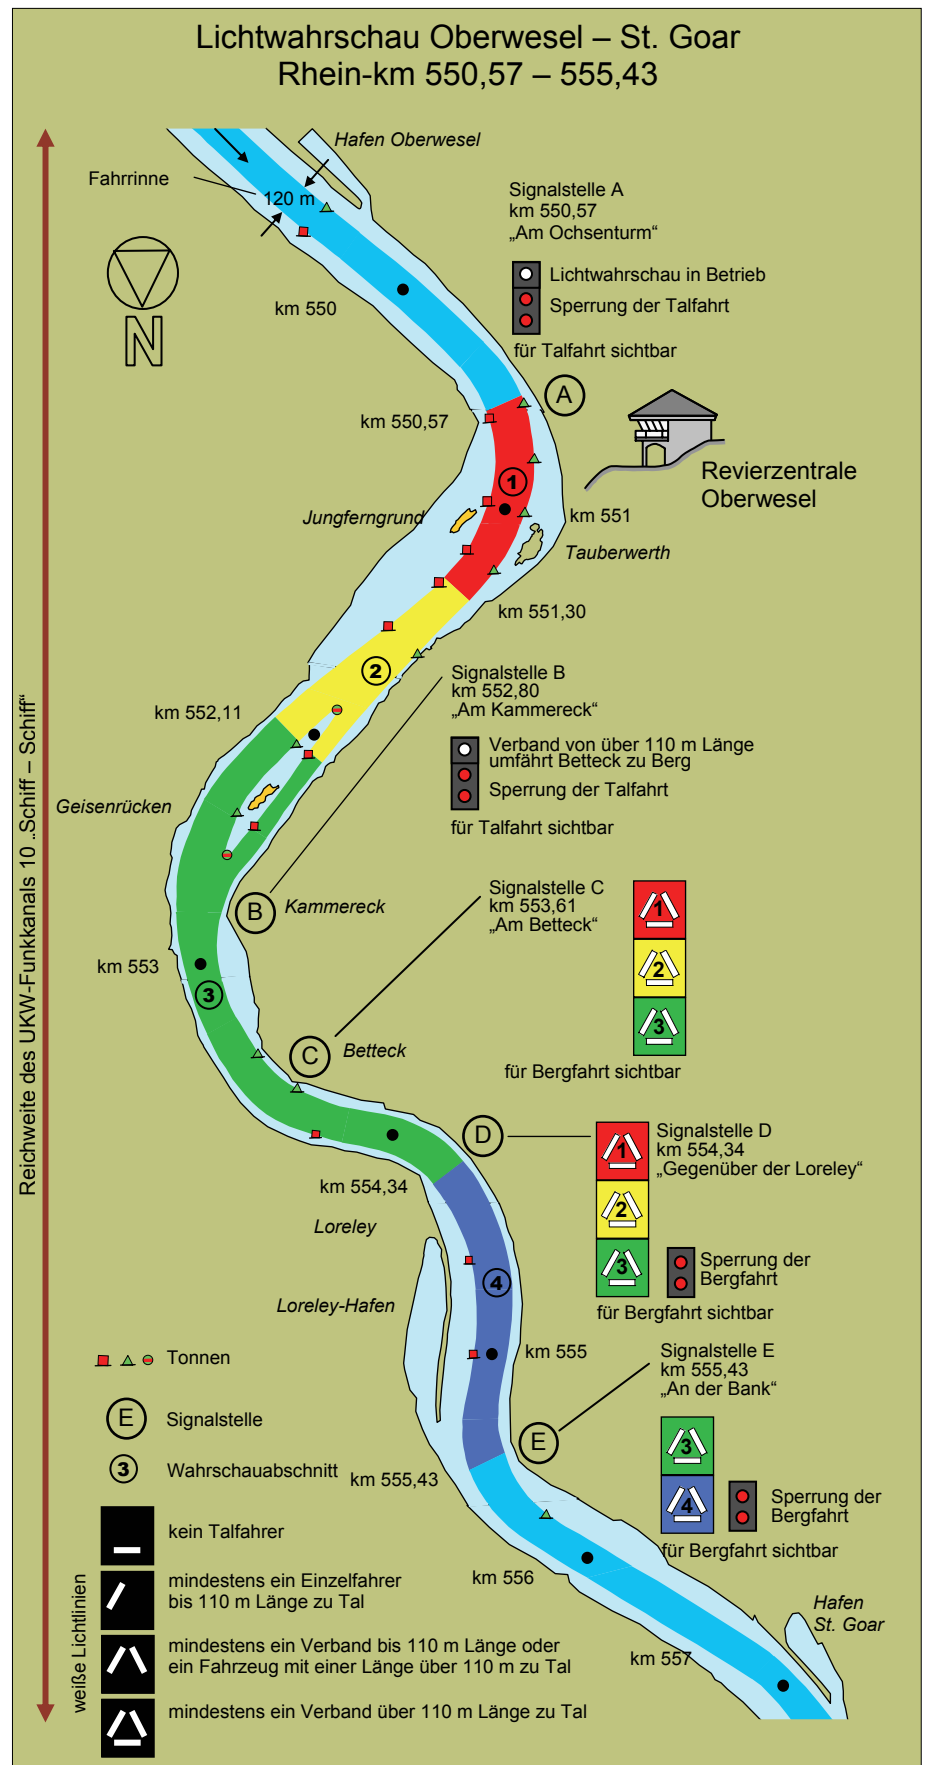 Lichtwahrschau Oberwesel – St. Goar
Rhein-km 550,57 – 555,43
Hafen Oberwesel
Fahrrinne
120 m
Signalstelle A
km 550,57
„Am Ochsenturm“
Lichtwahrschau in Betrieb
Sperrung der Talfahrt
für Talfahrt sichtbar
N
km 550
A
km 550,57
Revierzentrale
Oberwesel
1
Jungferngrund
km 551
Tauberwerth
km 551,30
2
Signalstelle B
km 552,80
„Am Kammereck“
km 552,11
Verband von über 110 m Länge
umfährt Betteck zu Berg
Sperrung der Talfahrt
für Talfahrt sichtbar
Geisenrücken
Reichweite des UKW-Funkkanals 10 „Schiff – Schiff“
B
Kammereck
Signalstelle C
km 553,61
„Am Betteck“
1
2
3
für Bergfahrt sichtbar
km 553
3
C
Betteck
D
Signalstelle D
km 554,34
„Gegenüber der Loreley“
1
2
3
Sperrung der
Bergfahrt
für Bergfahrt sichtbar
km 554,34
Loreley
4
Loreley-Hafen
km 555
Signalstelle E
km 555,43
„An der Bank“
3
4
Sperrung der
Bergfahrt
für Bergfahrt sichtbar
E
km 555,43
km 556
Hafen
St. Goar
km 557
Tonnen
E
Signalstelle
3
Wahrschauabschnitt
weiße Lichtlinien
kein Talfahrer
mindestens ein Einzelfahrer
bis 110 m Länge zu Tal
mindestens ein Verband bis 110 m Länge oder
ein Fahrzeug mit einer Länge über 110 m zu Tal
mindestens ein Verband über 110 m Länge zu Tal